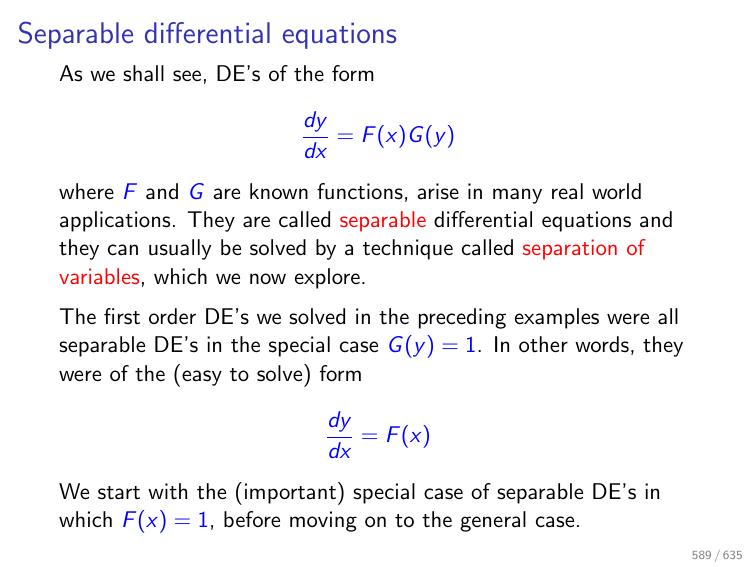 Separable differential equations
As we shall see, DE's of the form
dy/dx = F(x)G(y)
where F and G are known functions, arise in many real world
applications. They are called separable differential equations and
they can usually be solved by a technique called separation of
variables, which we now explore.
The first order DE's we solved in the preceding examples were all
separable DE's in the special case G(y) = 1. In other words, they
were of the (easy to solve) form
dy/dx = F(x)
We start with the (important) special case of separable DE's in
which F(x) = 1, before moving on to the general case.
589 / 635